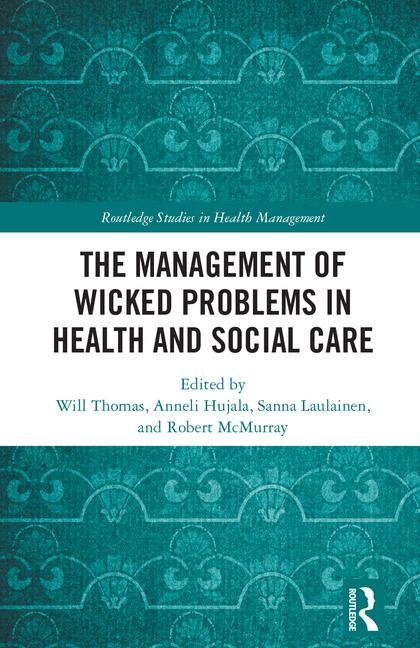 Routledge Studies in Health Management
THE MANAGEMENT OF
WICKED PROBLEMS IN
HEALTH AND SOCIAL CARE
Edited by
Will Thomas, Anneli Hujala, Sanna Laulainen,
and Robert McMurray
ROUTLEDGE